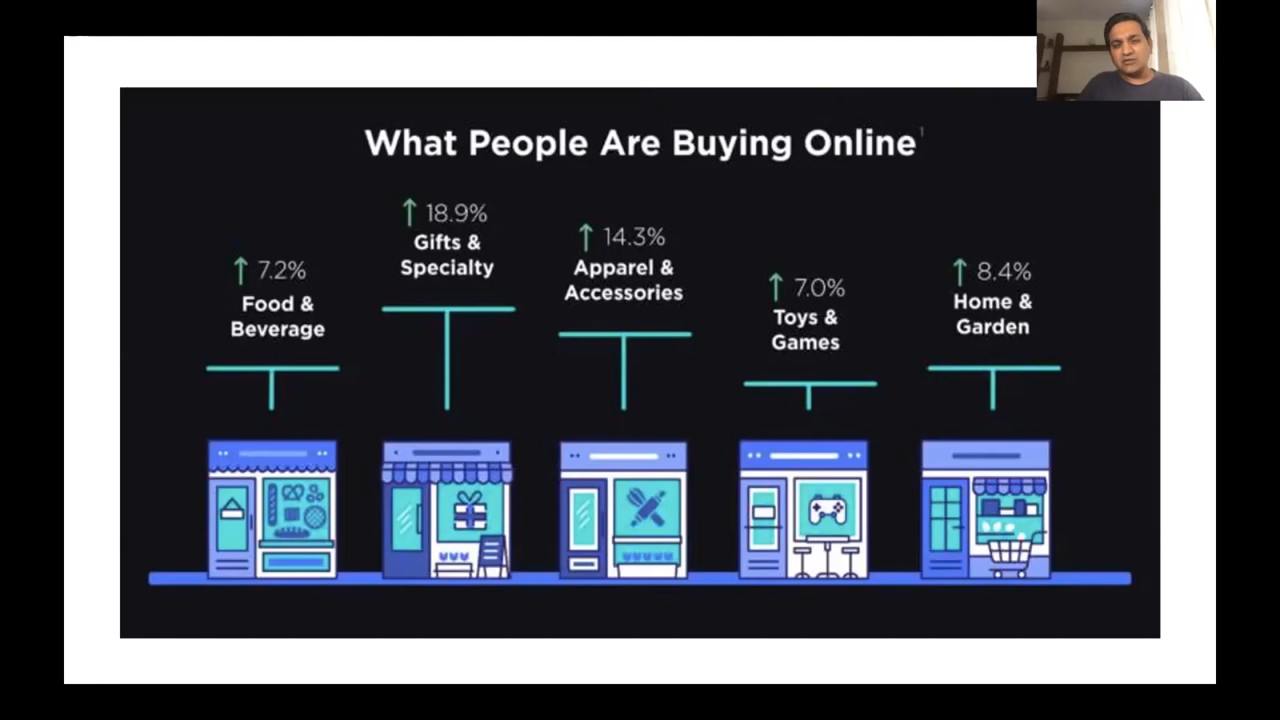 What People Are Buying Online¹
↑ 7.2%
Food &
Beverage
↑ 18.9%
Gifts &
Specialty
↑ 14.3%
Apparel &
Accessories
↑ 7.0%
Toys &
Games
↑ 8.4%
Home &
Garden